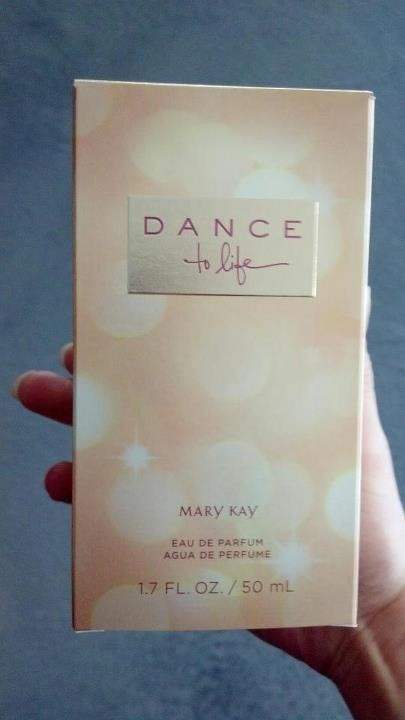 DANCE
to life
MARY KAY
EAU DE PARFUM
AGUA DE PERFUME
1.7 FL. OZ. / 50 mL